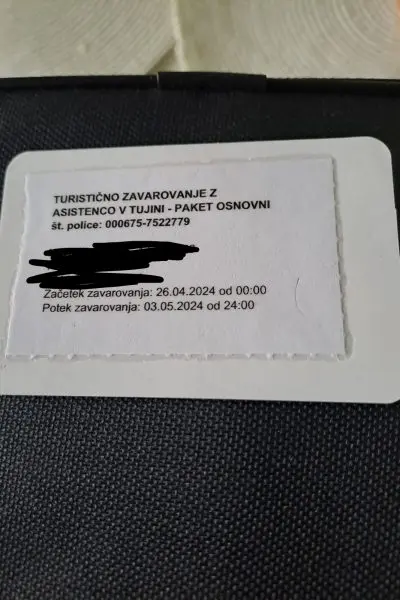 TURISTIČNO ZAVAROVANJE Z
ASISTENCO V TUJINI - PAKET OSNOVNI
št. police: 000675-7522779
Začetek zavarovanja: 26.04.2024 od 00:00
Potek zavarovanja: 03.05.2024 od 24:00